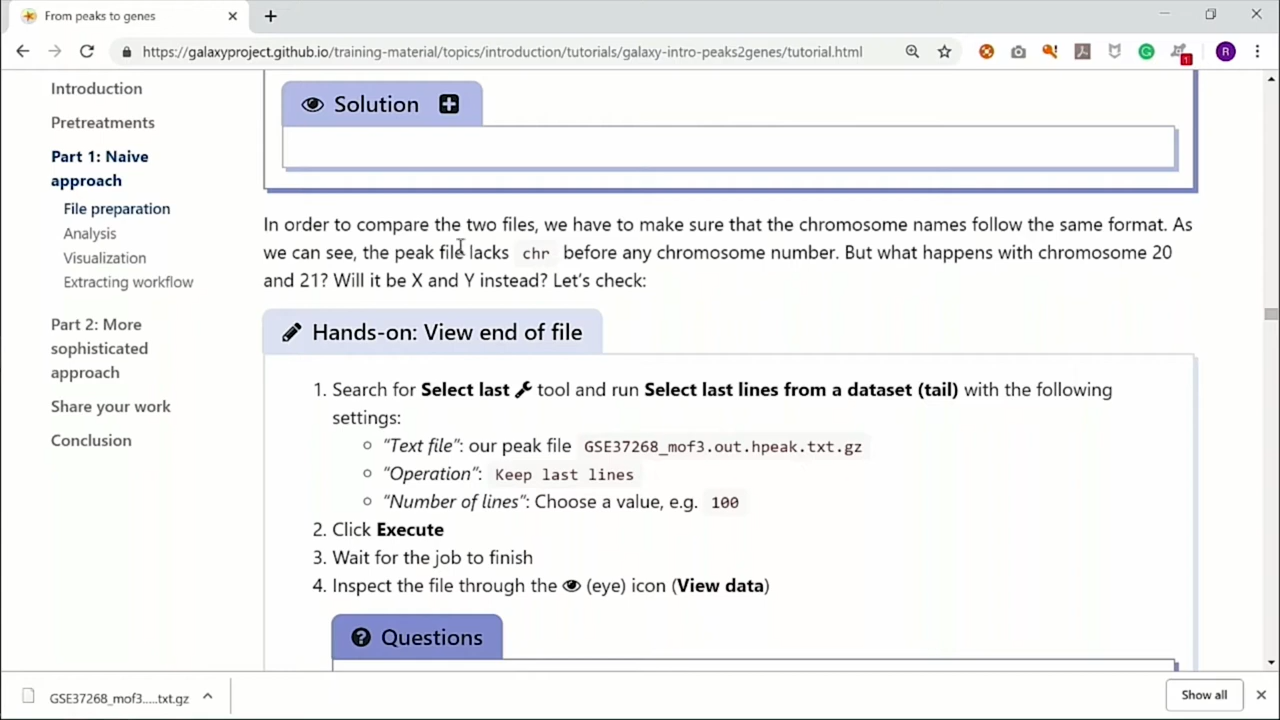 From peaks to genes
https://galaxyproject.github.io/training-material/topics/introduction/tutorials/galaxy-intro-peaks2genes/tutorial.html
R
1
Introduction
Pretreatments
Part 1: Naive
approach
File preparation
Analysis
Visualization
Extracting workflow
Part 2: More
sophisticated
approach
Share your work
Conclusion
Solution
In order to compare the two files, we have to make sure that the chromosome names follow the same format. As
we can see, the peak file lacks chr before any chromosome number. But what happens with chromosome 20
and 21? Will it be X and Y instead? Let's check:
Hands-on: View end of file
1. Search for Select last tool and run Select last lines from a dataset (tail) with the following
settings:
"Text file": our peak file GSE37268_mof3.out.hpeak.txt.gz
"Operation": Keep last lines
"Number of lines": Choose a value, e.g. 100
2. Click Execute
3. Wait for the job to finish
4. Inspect the file through the (eye) icon (View data)
Questions
GSE37268_mof3.....txt.gz
Show all